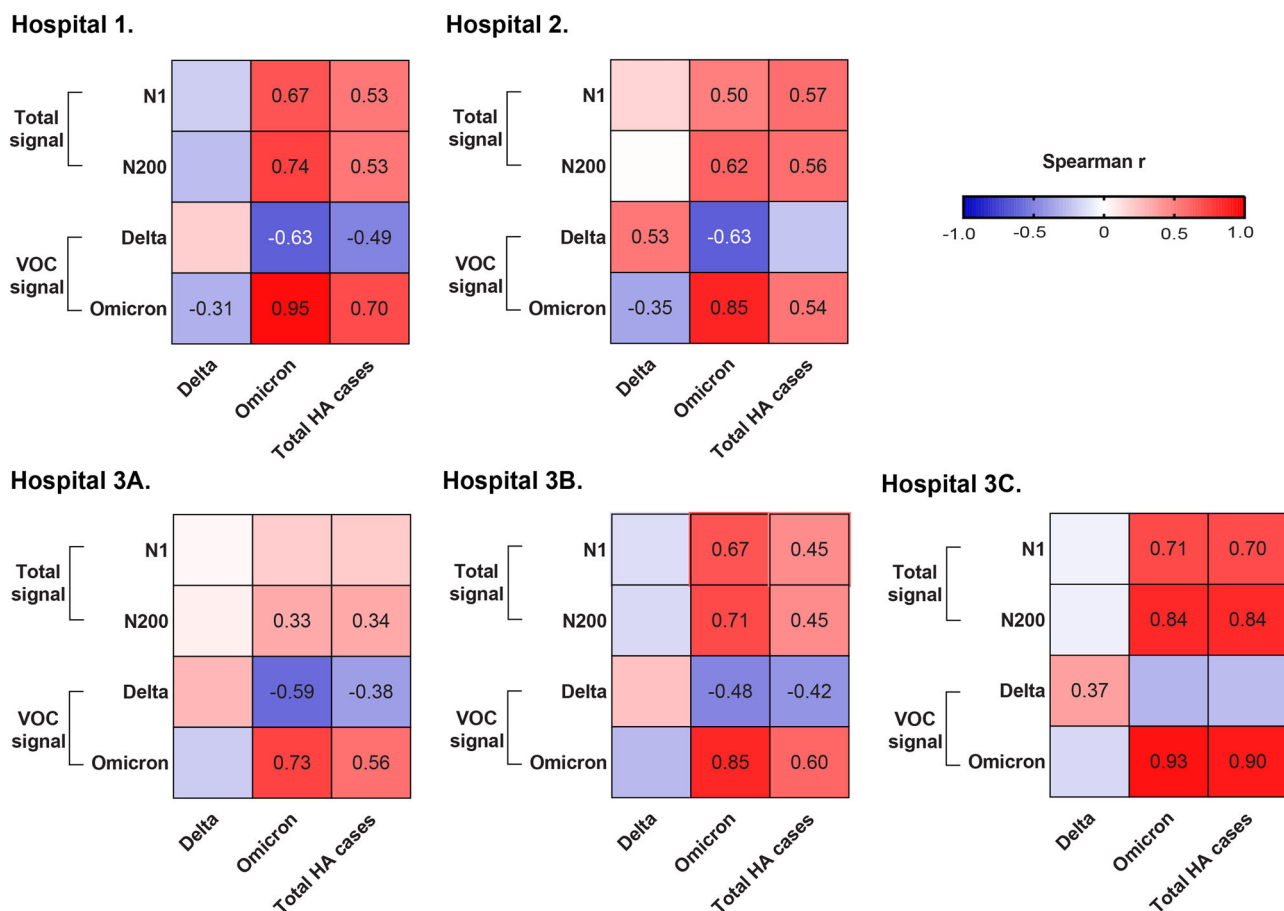 Hospital 1.
Total
signal
N1
0.67 0.53
N200
0.74 0.53
VOC
signal
Delta
-0.63 -0.49
Omicron
-0.31 0.95 0.70
Delta
Omicron
Total HA cases
Hospital 2.
Total
signal
N1
0.50 0.57
N200
0.62 0.56
VOC
signal
Delta
0.53 -0.63
Omicron
-0.35 0.85 0.54
Delta
Omicron
Total HA cases
Spearman r
-1.0 -0.5 0 0.5 1.0
Hospital 3A.
Total
signal
N1
N200
0.33 0.34
VOC
signal
Delta
-0.59 -0.38
Omicron
0.73 0.56
Delta
Omicron
Total HA cases
Hospital 3B.
Total
signal
N1
0.67 0.45
N200
0.71 0.45
VOC
signal
Delta
-0.48 -0.42
Omicron
0.85 0.60
Delta
Omicron
Total HA cases
Hospital 3C.
Total
signal
N1
0.71 0.70
N200
0.84 0.84
VOC
signal
Delta
0.37
Omicron
0.93 0.90
Delta
Omicron
Total HA cases